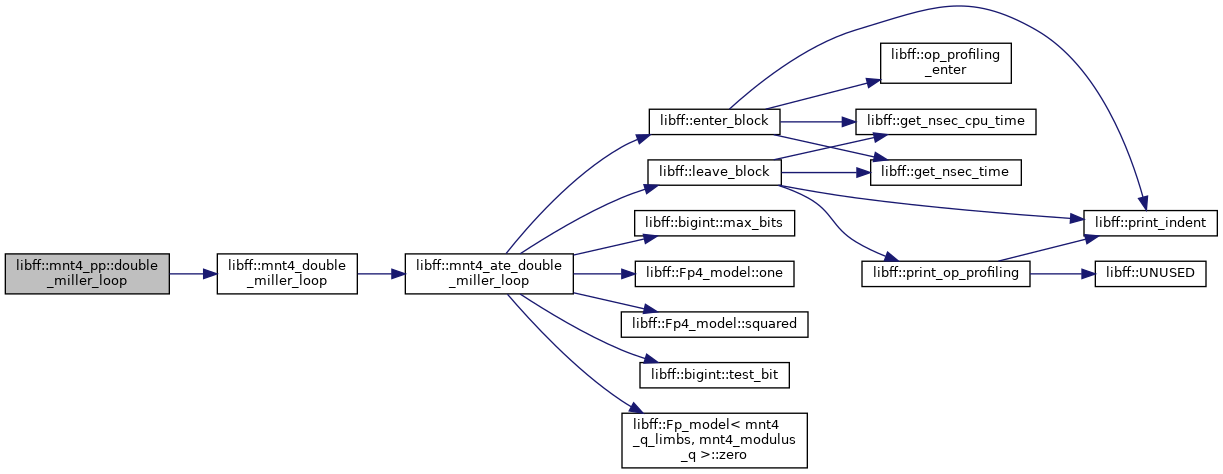 libff::mnt4_pp::double
_miller_loop
libff::mnt4_double
_miller_loop
libff::mnt4_ate_double
_miller_loop
libff::enter_block
libff::leave_block
libff::bigint::max_bits
libff::Fp4_model::one
libff::Fp4_model::squared
libff::bigint::test_bit
libff::Fp_model< mnt4
_q_limbs, mnt4_modulus
_q >::zero
libff::op_profiling
_enter
libff::get_nsec_cpu_time
libff::get_nsec_time
libff::print_op_profiling
libff::print_indent
libff::UNUSED